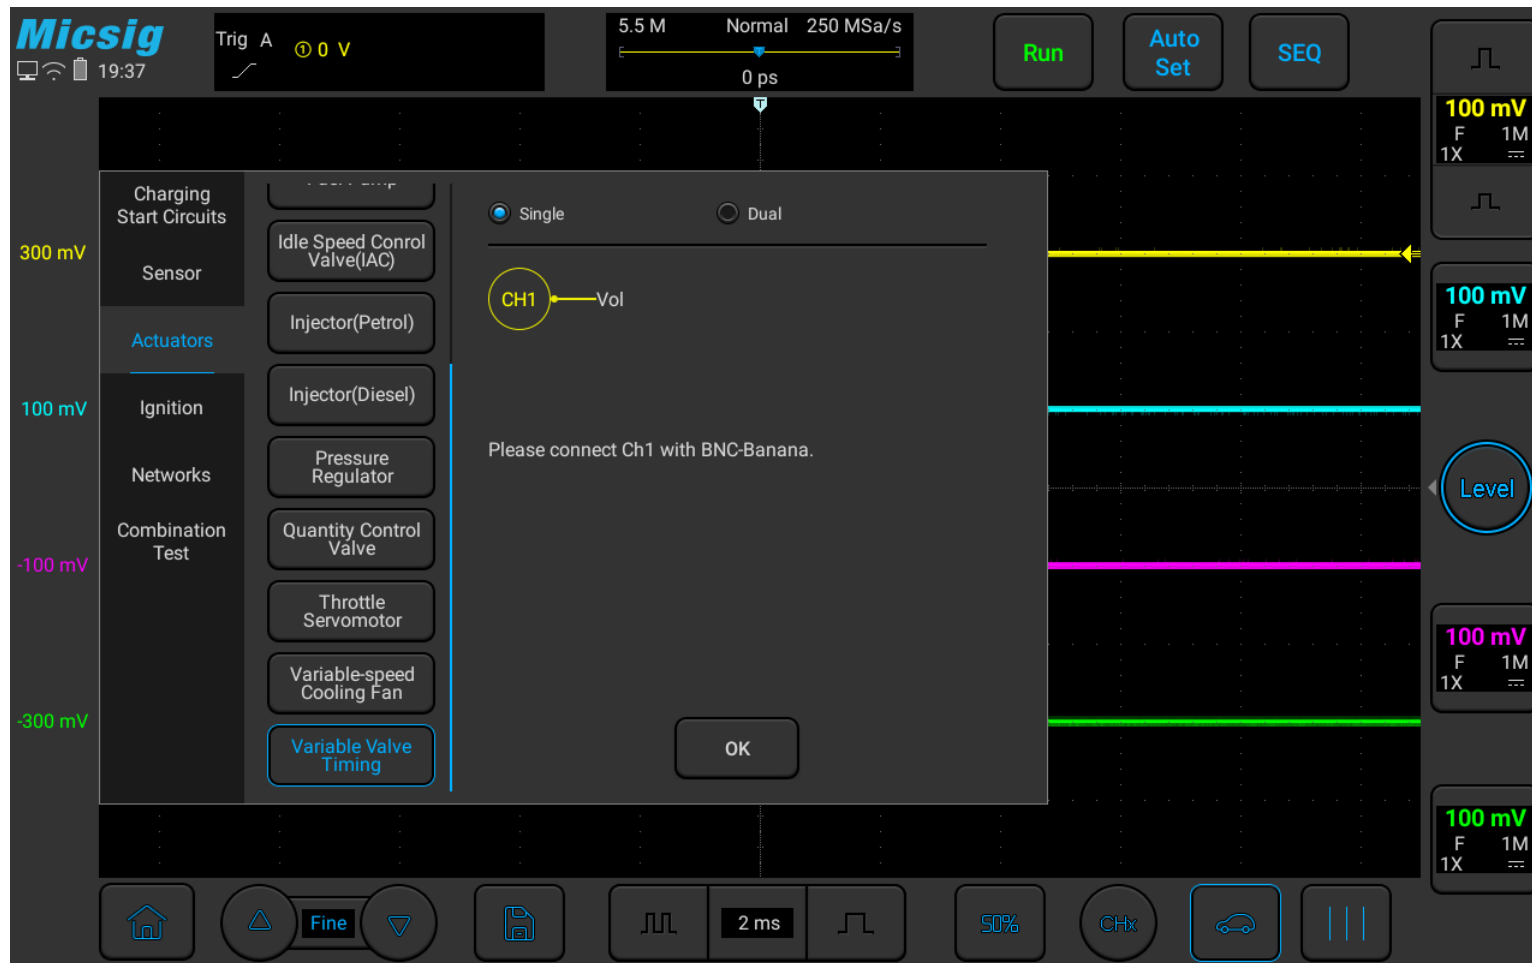 Micsig
19:37
Trig A
① 0 V
5.5 M Normal 250 MSa/s
0 ps
T
Run
Auto
Set
SEQ
100 mV
F 1M
1X
300 mV
100 mV
-100 mV
-300 mV
Charging
Start Circuits
Sensor
Actuators
Ignition
Networks
Combination
Test
Idle Speed Conrol
Valve(IAC)
Injector(Petrol)
Injector(Diesel)
Pressure
Regulator
Quantity Control
Valve
Throttle
Servomotor
Variable-speed
Cooling Fan
Variable Valve
Timing
Single
Dual
CH1
Vol
Please connect Ch1 with BNC-Banana.
OK
100 mV
F 1M
1X
Level
100 mV
F 1M
1X
100 mV
F 1M
1X
Fine
2 ms
50%
CHx